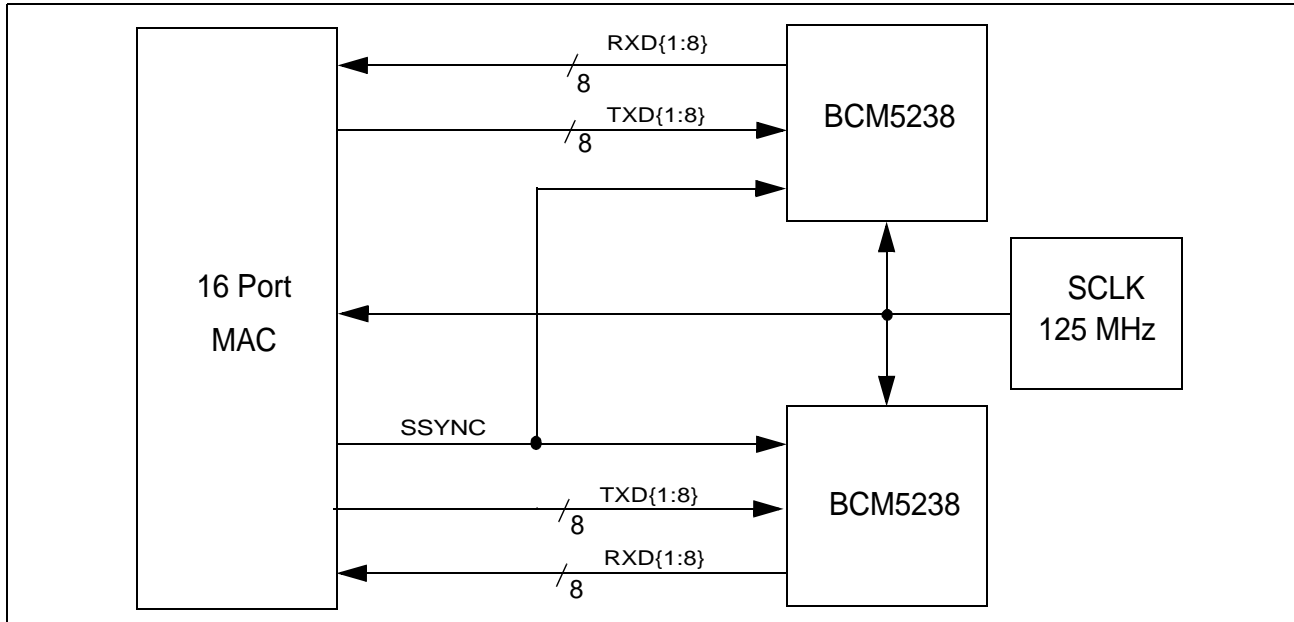 RXD{1:8}
8
TXD{1:8}
8
BCM5238
16 Port
MAC
SCLK
125 MHz
SSYNC
TXD{1:8}
8
BCM5238
RXD{1:8}
8